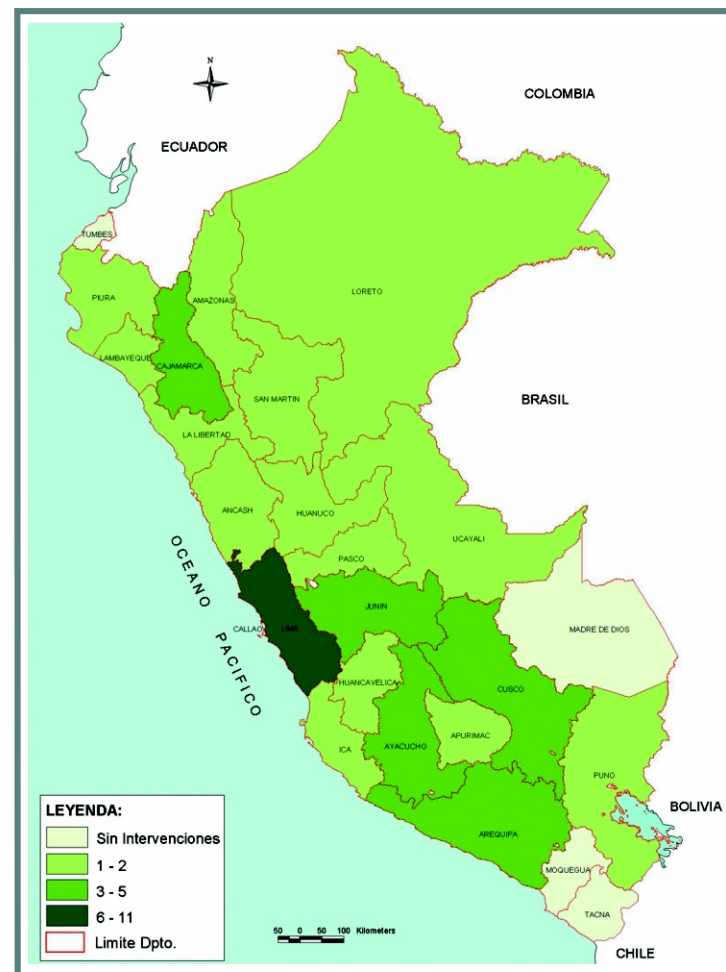 N
COLOMBIA
ECUADOR
TUMBES
PIURA
AMAZONAS
LORETO
LAMBAYEQUE
CAJAMARCA
SAN MARTIN
BRASIL
LA LIBERTAD
ANCASH
HUANUCO
UCAYALI
PASCO
OCEANO PACIFICO
JUNIN
CALLAO
LIMA
MADRE DE DIOS
HUANCAVELICA
CUSCO
APURIMAC
ICA
AYACUCHO
PUNO
BOLIVIA
AREQUIPA
MOQUEGUA
TACNA
CHILE
LEYENDA:
Sin Intervenciones
1 - 2
3 - 5
6 - 11
Limite Dpto.
50 0 50 100 Kilometers